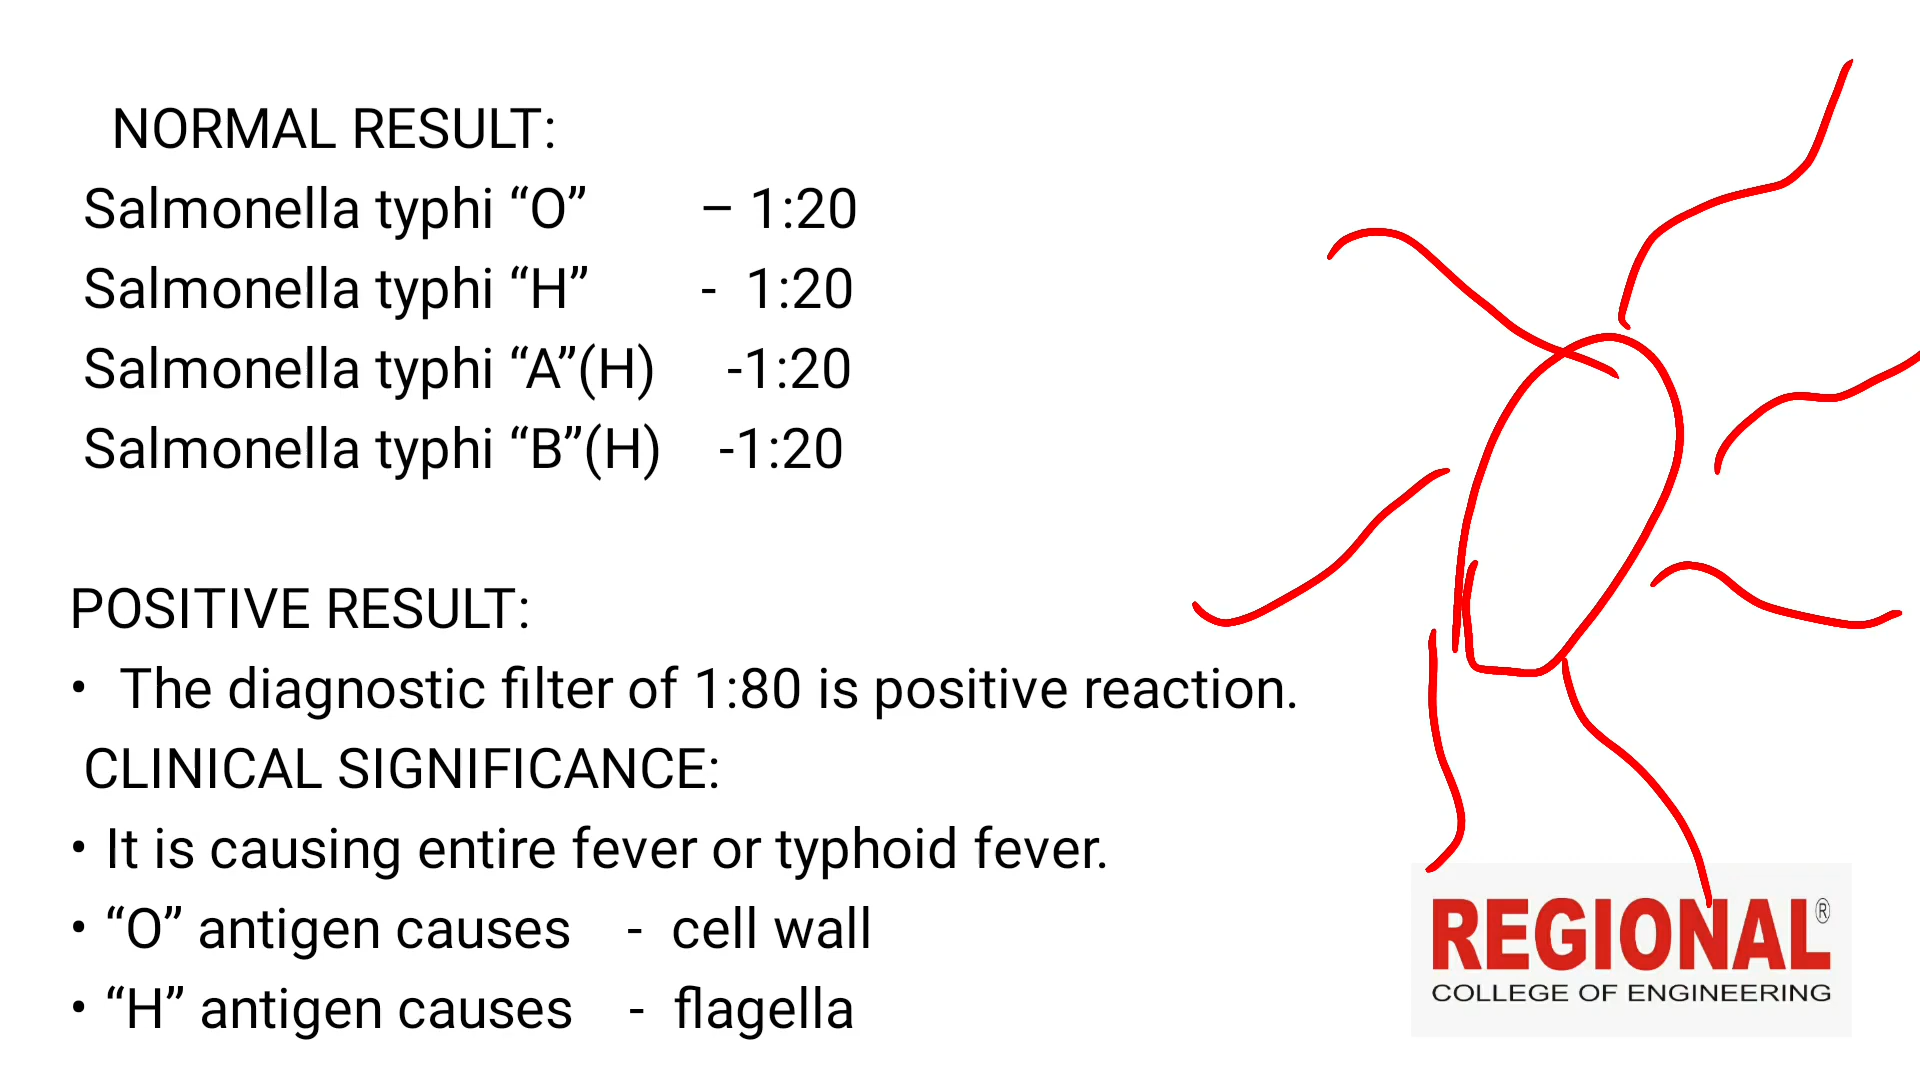 NORMAL RESULT:
Salmonella typhi “O” – 1:20
Salmonella typhi “H” - 1:20
Salmonella typhi “A”(H) -1:20
Salmonella typhi “B”(H) -1:20
POSITIVE RESULT:
• The diagnostic filter of 1:80 is positive reaction.
CLINICAL SIGNIFICANCE:
• It is causing entire fever or typhoid fever.
• “O” antigen causes - cell wall
• “H” antigen causes - flagella
REGIONAL®
COLLEGE OF ENGINEERING